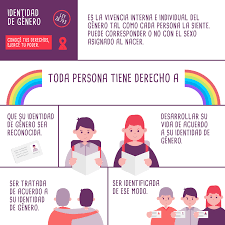 IDENTIDAD
DE GÉNERO
CONOCÉ TUS DERECHOS,
EJERCÉ TU PODER.
ES LA VIVENCIA INTERNA E INDIVIDUAL DEL
GÉNERO TAL COMO CADA PERSONA LA SIENTE.
PUEDE CORRESPONDER O NO CON EL SEXO
ASIGNADO AL NACER.
TODA PERSONA TIENE DERECHO A
QUE SU IDENTIDAD
DE GÉNERO SEA
RECONOCIDA.
DESARROLLAR SU
VIDA DE ACUERDO
A SU IDENTIDAD DE
GÉNERO.
SER TRATADA
DE ACUERDO A
SU IDENTIDAD
DE GÉNERO.
SER IDENTIFICADA
DE ESE MODO.